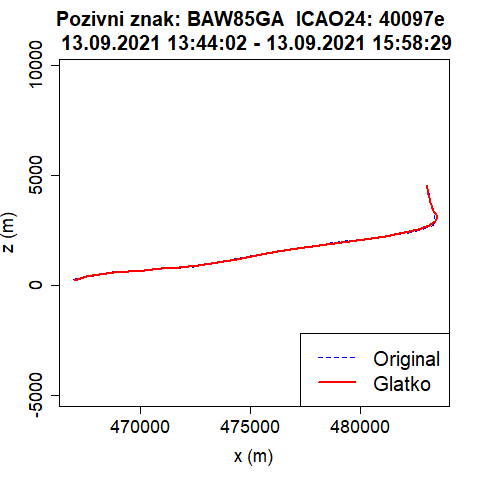 Pozivni znak: BAW85GA  ICAO24: 40097e
13.09.2021 13:44:02 - 13.09.2021 15:58:29
10000
5000
0
-5000
z (m)
470000
475000
480000
x (m)
Original
Glatko